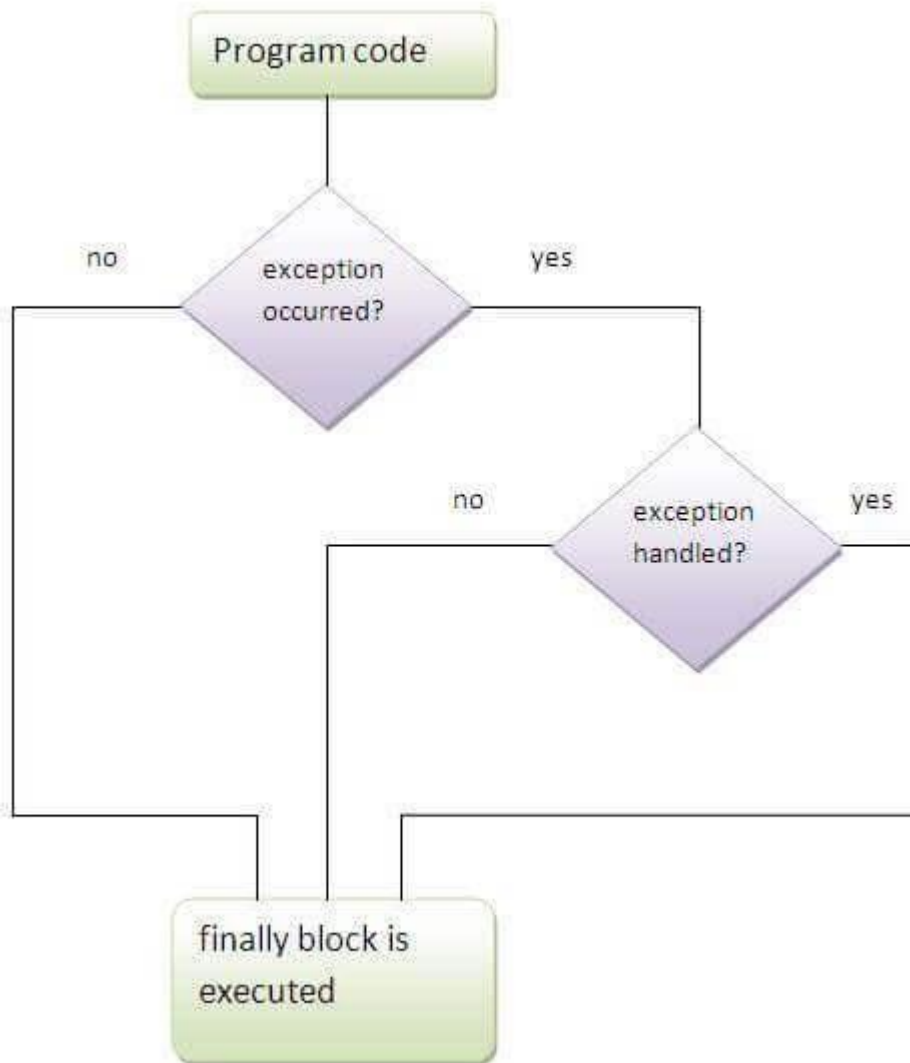 Program code
no
yes
exception
occurred?
no
yes
exception
handled?
finally block is
executed